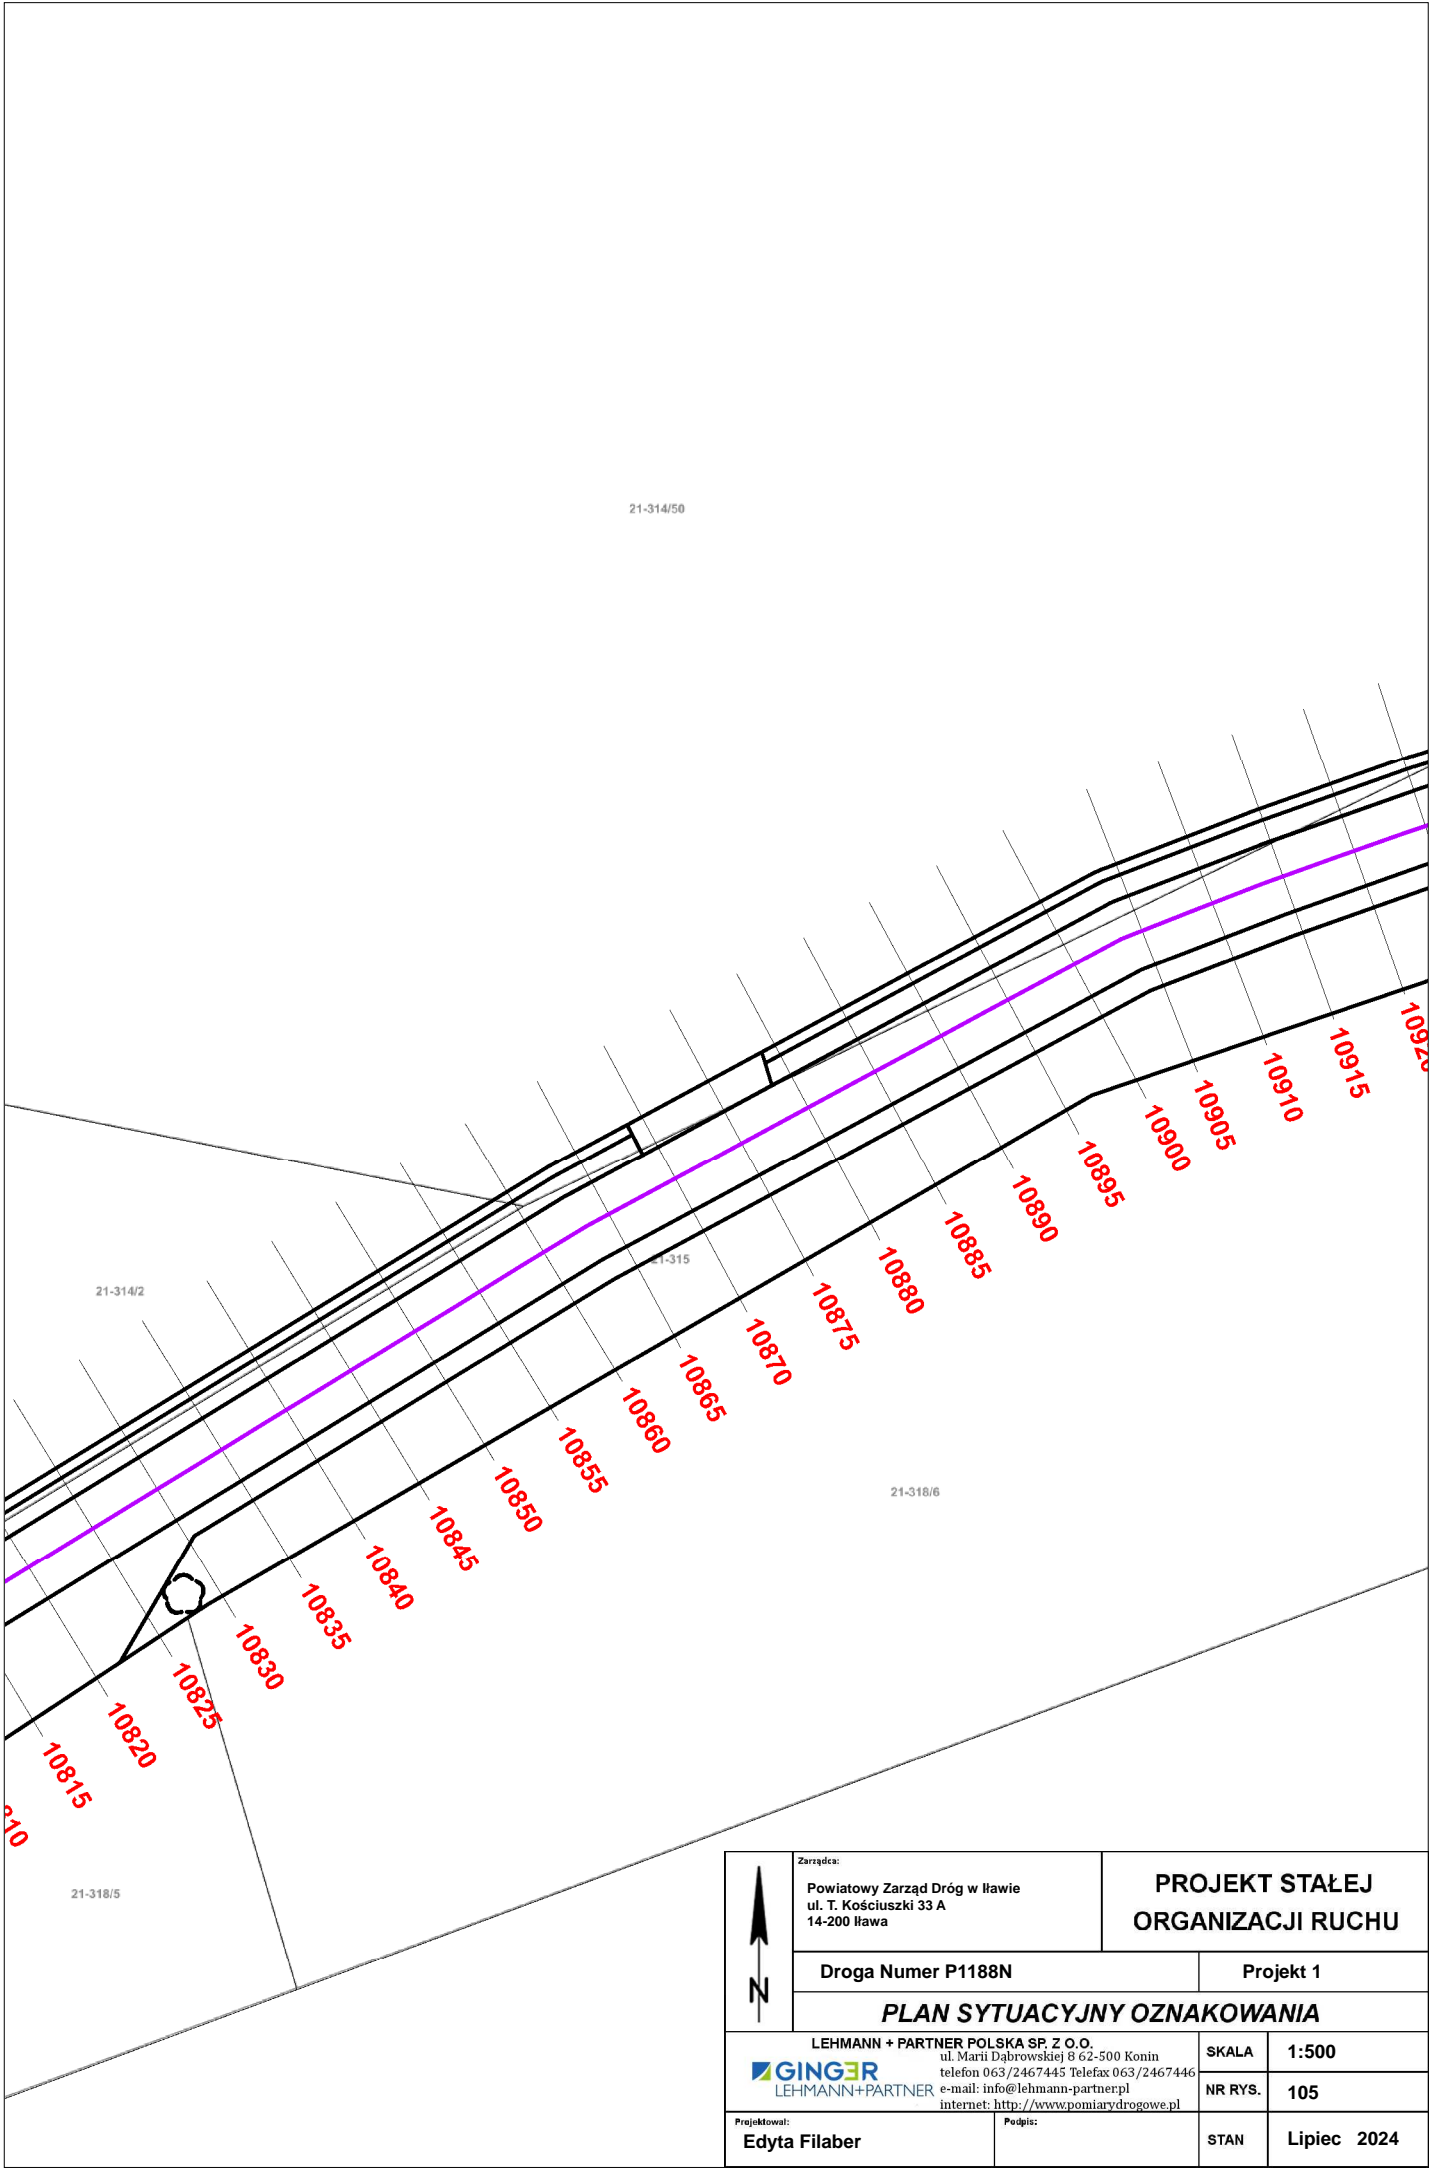 21-314/50
10920
10915
10910
10905
10900
10895
10890
10885
10880
10875
10870
10865
10860
10855
10850
10845
10840
10835
10830
10825
10820
10815
21-315
21-314/2
21-318/6
21-318/5
Zarządca:
Powiatowy Zarząd Dróg w Iławie
ul. T. Kościuszki 33 A
14-200 Iława
PROJEKT STAŁEJ
ORGANIZACJI RUCHU
N
Droga Numer P1188N
Projekt 1
PLAN SYTUACYJNY OZNAKOWANIA
LEHMANN + PARTNER POLSKA SP. Z O.O.
GINGER
LEHMANN+PARTNER
ul. Marii Dąbrowskiej 8 62-500 Konin
telefon 063/2467445 Telefax 063/2467446
e-mail: info@lehmann-partner.pl
internet: http://www.pomiarydrogowe.pl
SKALA 1:500
NR RYS. 105
Projektował:
Edyta Filaber
Podpis:
STAN Lipiec 2024